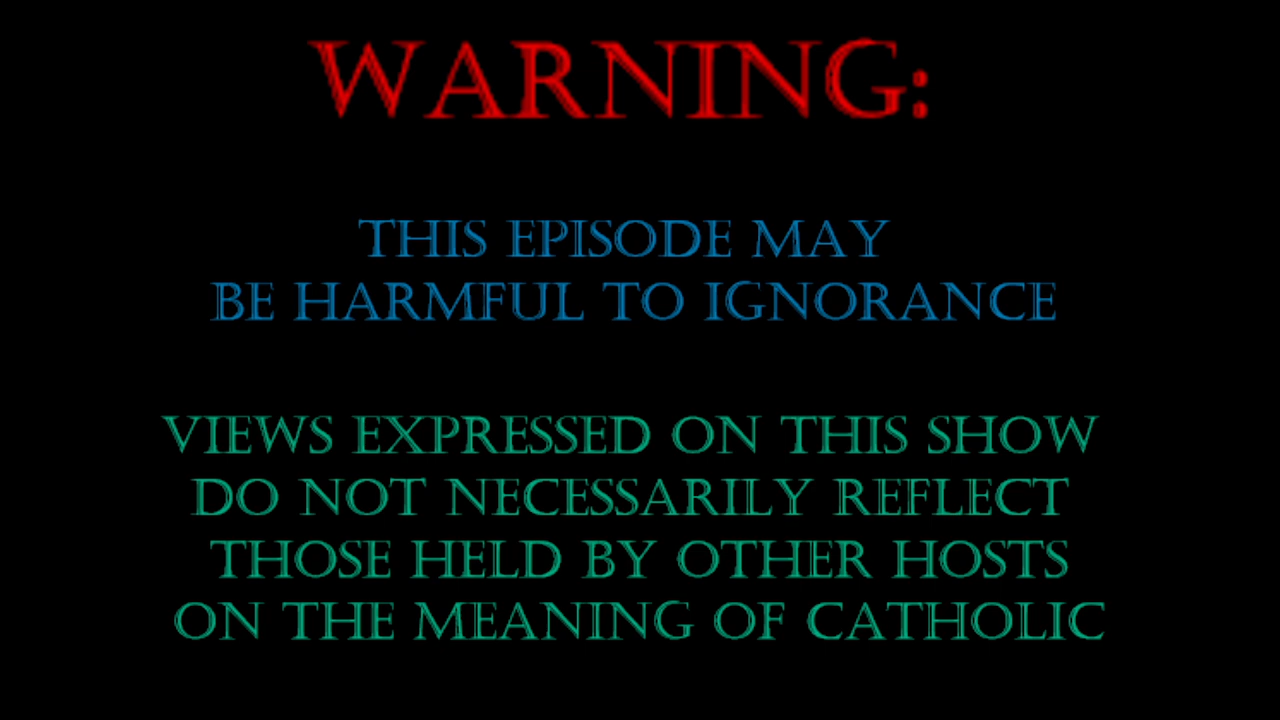 WARNING:
THIS EPISODE MAY
BE HARMFUL TO IGNORANCE
VIEWS EXPRESSED ON THIS SHOW
DO NOT NECESSARILY REFLECT
THOSE HELD BY OTHER HOSTS
ON THE MEANING OF CATHOLIC